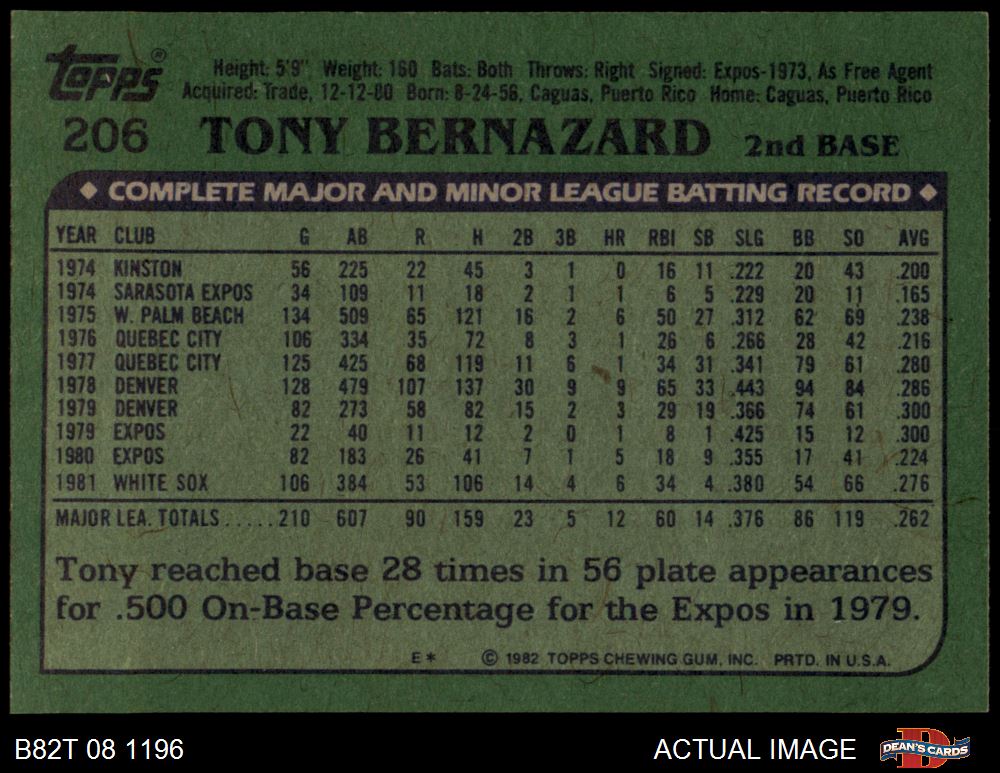 Topps ®
Height: 5'9" Weight: 160 Bats: Both Throws: Right Signed: Expos-1973, As Free Agent
Acquired: Trade, 12-12-80 Born: 8-24-56, Caguas, Puerto Rico Home: Caguas, Puerto Rico
206 TONY BERNAZARD 2nd BASE
◆ COMPLETE MAJOR AND MINOR LEAGUE BATTING RECORD ◆
YEAR CLUB G AB R H 2B 3B HR RBI SB SLG BB SO AVG
1974 KINSTON 56 225 22 45 3 1 0 16 11 .222 20 43 .200
1974 SARASOTA EXPOS 34 109 11 18 2 1 1 6 5 .229 20 11 .165
1975 W. PALM BEACH 134 509 65 121 16 2 6 50 27 .312 62 69 .238
1976 QUEBEC CITY 106 334 35 72 8 3 1 26 6 .266 28 42 .216
1977 QUEBEC CITY 125 425 68 119 11 6 1 34 31 .341 79 61 .280
1978 DENVER 128 479 107 137 30 9 9 65 33 .443 94 84 .286
1979 DENVER 82 273 58 82 15 2 3 29 19 .366 74 61 .300
1979 EXPOS 22 40 11 12 2 0 1 8 1 .425 15 12 .300
1980 EXPOS 82 183 26 41 7 1 5 18 9 .355 17 41 .224
1981 WHITE SOX 106 384 53 106 14 4 6 34 4 .380 54 66 .276
MAJOR LEA. TOTALS.....210 607 90 159 23 5 12 60 14 .376 86 119 .262
Tony reached base 28 times in 56 plate appearances
for .500 On-Base Percentage for the Expos in 1979.
E* © 1982 TOPPS CHEWING GUM, INC. PRTD. IN U.S.A.
B82T 08 1196 ACTUAL IMAGE DEAN'S CARDS